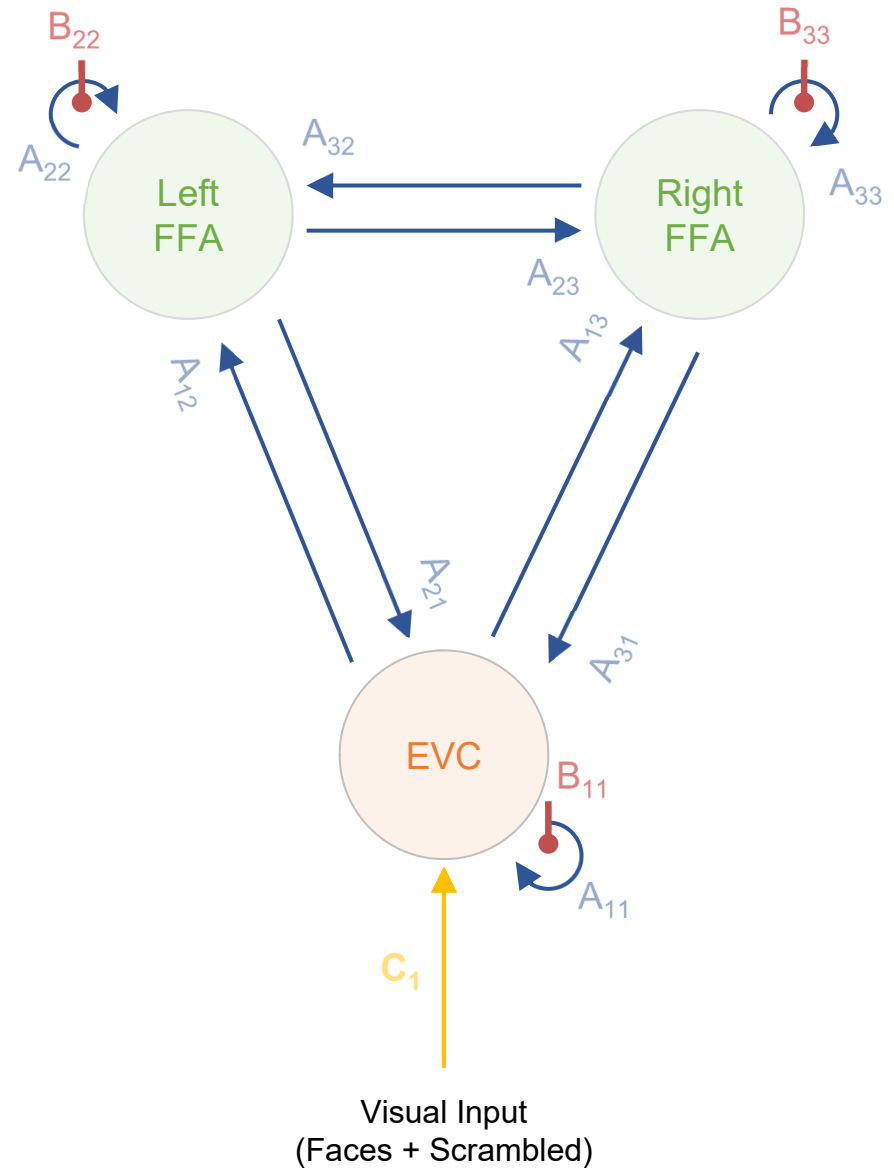 B22
B33
A22
A32
A33
Left
FFA
Right
FFA
A23
A13
A12
A21
A31
EVC
B11
A11
C1
Visual Input
(Faces + Scrambled)